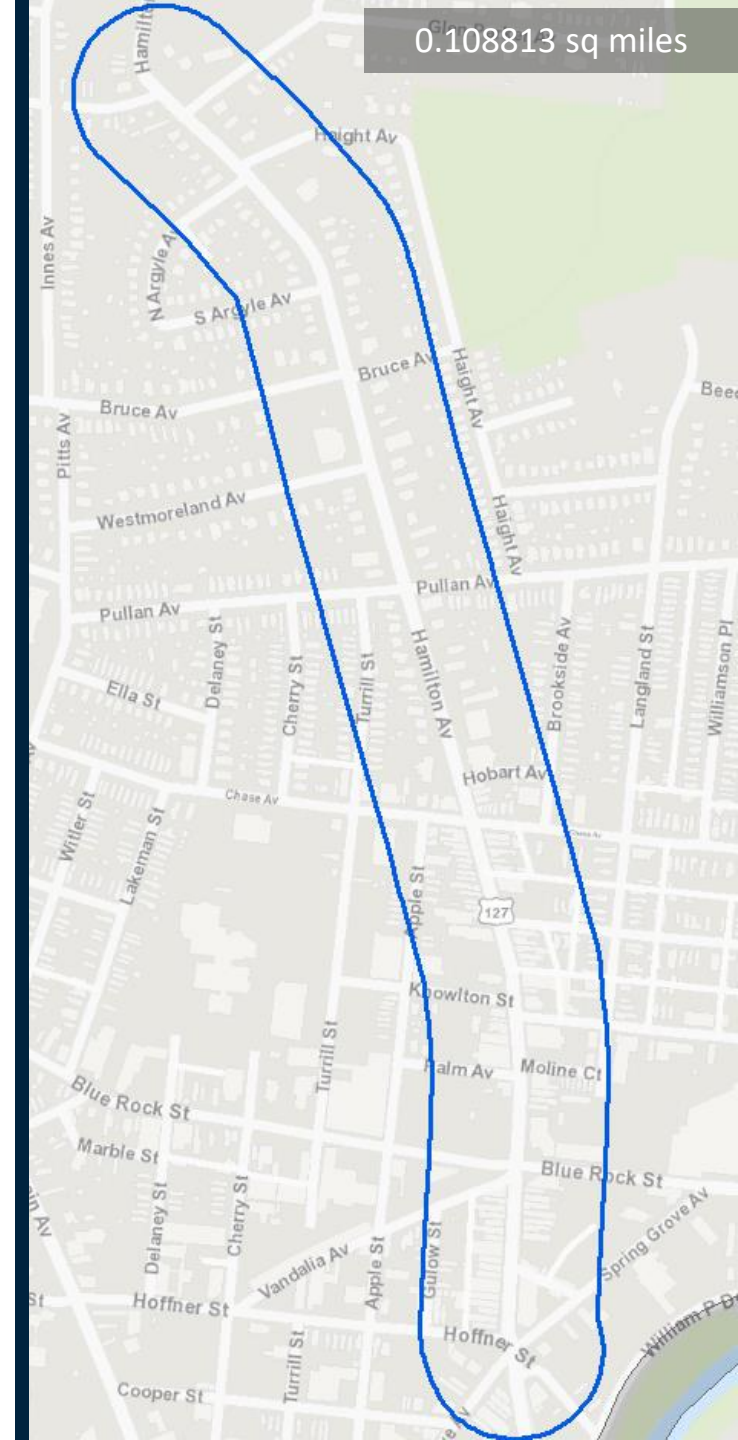 0.108813 sq miles
Haight Av
Innes Av
N Argyle Av
S Argyle Av
Bruce Av
Haight Av
Bruce Av
Pitts Av
Westmoreland Av
Haight Av
Pullan Av
Pullan Av
Delaney St
Cherry St
Turrill St
Hamilton Av
Brookside Av
Langland St
Williamson Pl
Ella St
Hobart Av
Chase Av
Chase Av
Witler St
Lakeman St
Apple St
127
Knowlton St
Turrill St
Palm Av
Moline Ct
Blue Rock St
Marble St
Blue Rock St
Delaney St
Cherry St
Vandalia Av
Apple St
Gulow St
Spring Grove Av
St
Hoffner St
Hoffner St
William P D
Turrill St
Cooper St